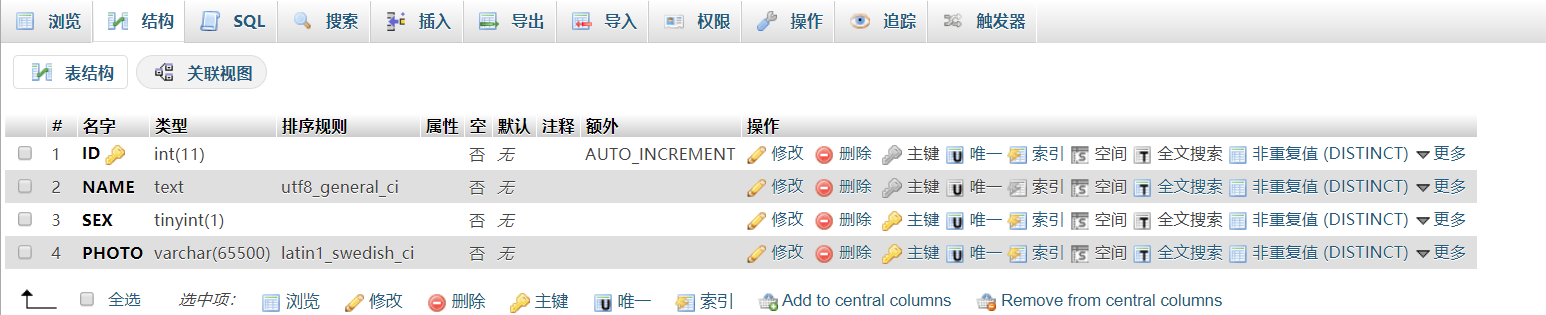 浏览 结构 SQL 搜索 插入 导出 导入 权限 操作 追踪 触发器
表结构 关联视图
# 名字 类型 排序规则 属性 空 默认 注释 额外 操作
1 ID int(11) 否 无 AUTO_INCREMENT 修改 删除 主键 唯一 索引 空间 全文搜索 非重复值 (DISTINCT) 更多
2 NAME text utf8_general_ci 否 无 修改 删除 主键 唯一 索引 空间 全文搜索 非重复值 (DISTINCT) 更多
3 SEX tinyint(1) 否 无 修改 删除 主键 唯一 索引 空间 全文搜索 非重复值 (DISTINCT) 更多
4 PHOTO varchar(65500) latin1_swedish_ci 否 无 修改 删除 主键 唯一 索引 空间 全文搜索 非重复值 (DISTINCT) 更多
全选 选中项： 浏览 修改 删除 主键 唯一 索引 Add to central columns Remove from central columns